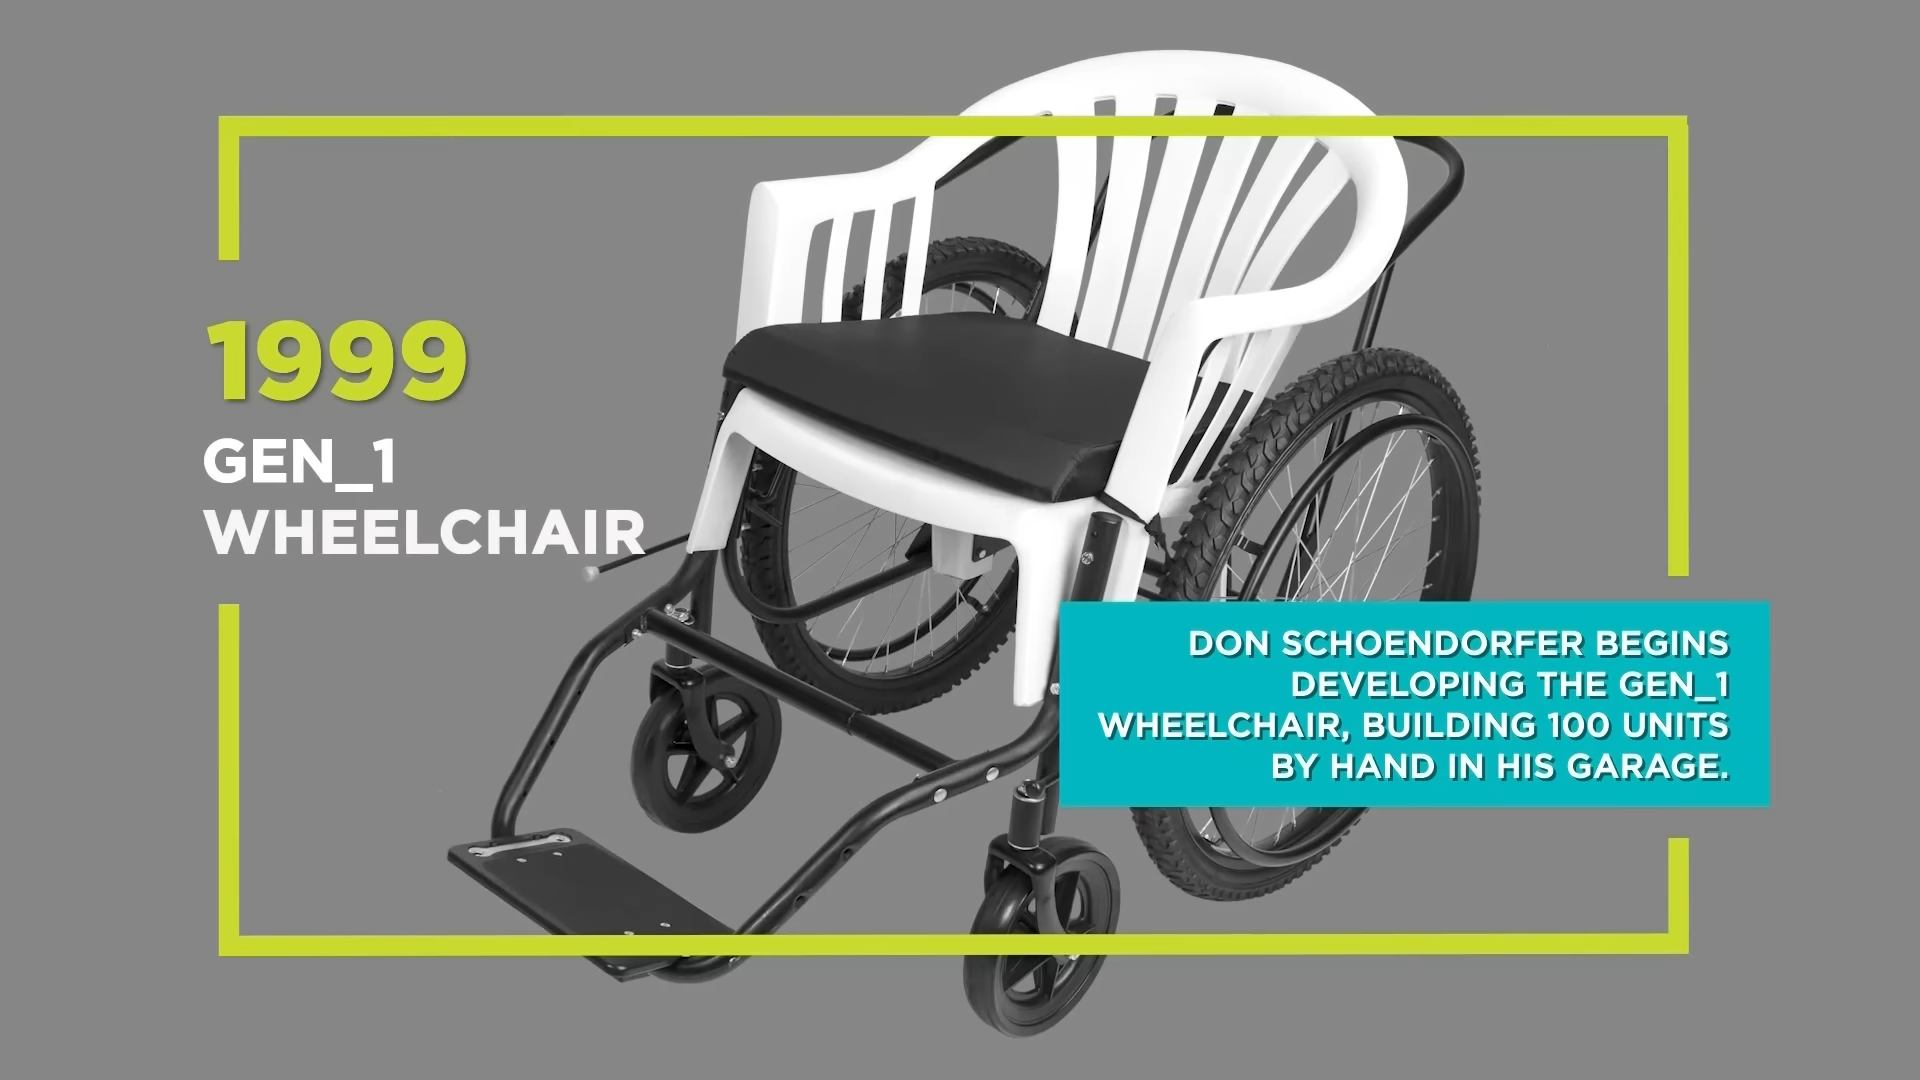 1999
GEN_1
WHEELCHAIR
DON SCHOENDORFER BEGINS
DEVELOPING THE GEN_1
WHEELCHAIR, BUILDING 100 UNITS
BY HAND IN HIS GARAGE.